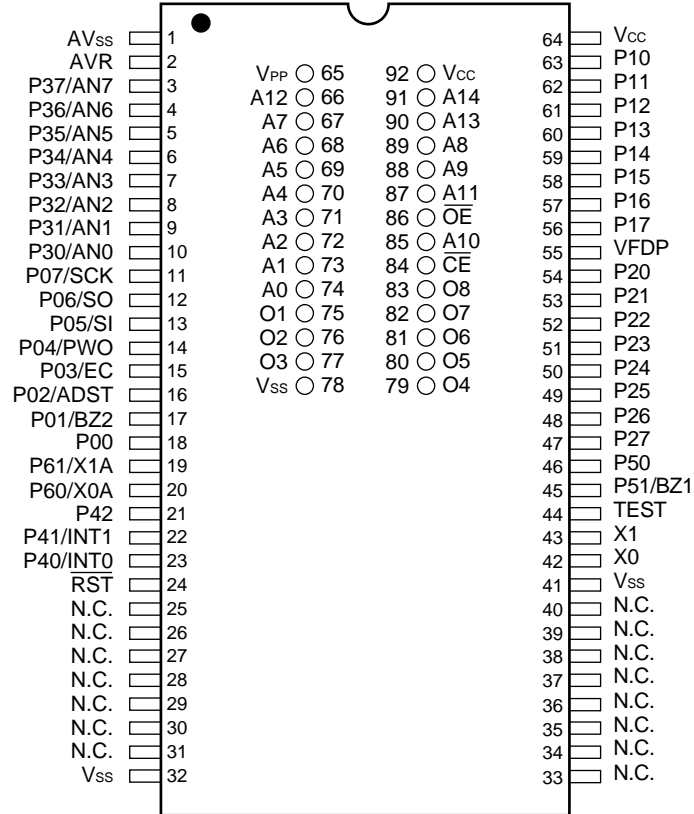 AVss 1
AVR 2
P37/AN7 3
P36/AN6 4
P35/AN5 5
P34/AN4 6
P33/AN3 7
P32/AN2 8
P31/AN1 9
P30/AN0 10
P07/SCK 11
P06/SO 12
P05/SI 13
P04/PWO 14
P03/EC 15
P02/ADST 16
P01/BZ2 17
P00 18
P61/X1A 19
P60/X0A 20
P42 21
P41/INT1 22
P40/INT0 23
R̅S̅T̅ 24
N.C. 25
N.C. 26
N.C. 27
N.C. 28
N.C. 29
N.C. 30
N.C. 31
Vss 32
VPP 65 92 VCC
A12 66 91 A14
A7 67 90 A13
A6 68 89 A8
A5 69 88 A9
A4 70 87 A11
A3 71 86 O̅E̅
A2 72 85 A10
A1 73 84 C̅E̅
A0 74 83 O8
O1 75 82 O7
O2 76 81 O6
O3 77 80 O5
Vss 78 79 O4
64 Vcc
63 P10
62 P11
61 P12
60 P13
59 P14
58 P15
57 P16
56 P17
55 VFDP
54 P20
53 P21
52 P22
51 P23
50 P24
49 P25
48 P26
47 P27
46 P50
45 P51/BZ1
44 TEST
43 X1
42 X0
41 Vss
40 N.C.
39 N.C.
38 N.C.
37 N.C.
36 N.C.
35 N.C.
34 N.C.
33 N.C.